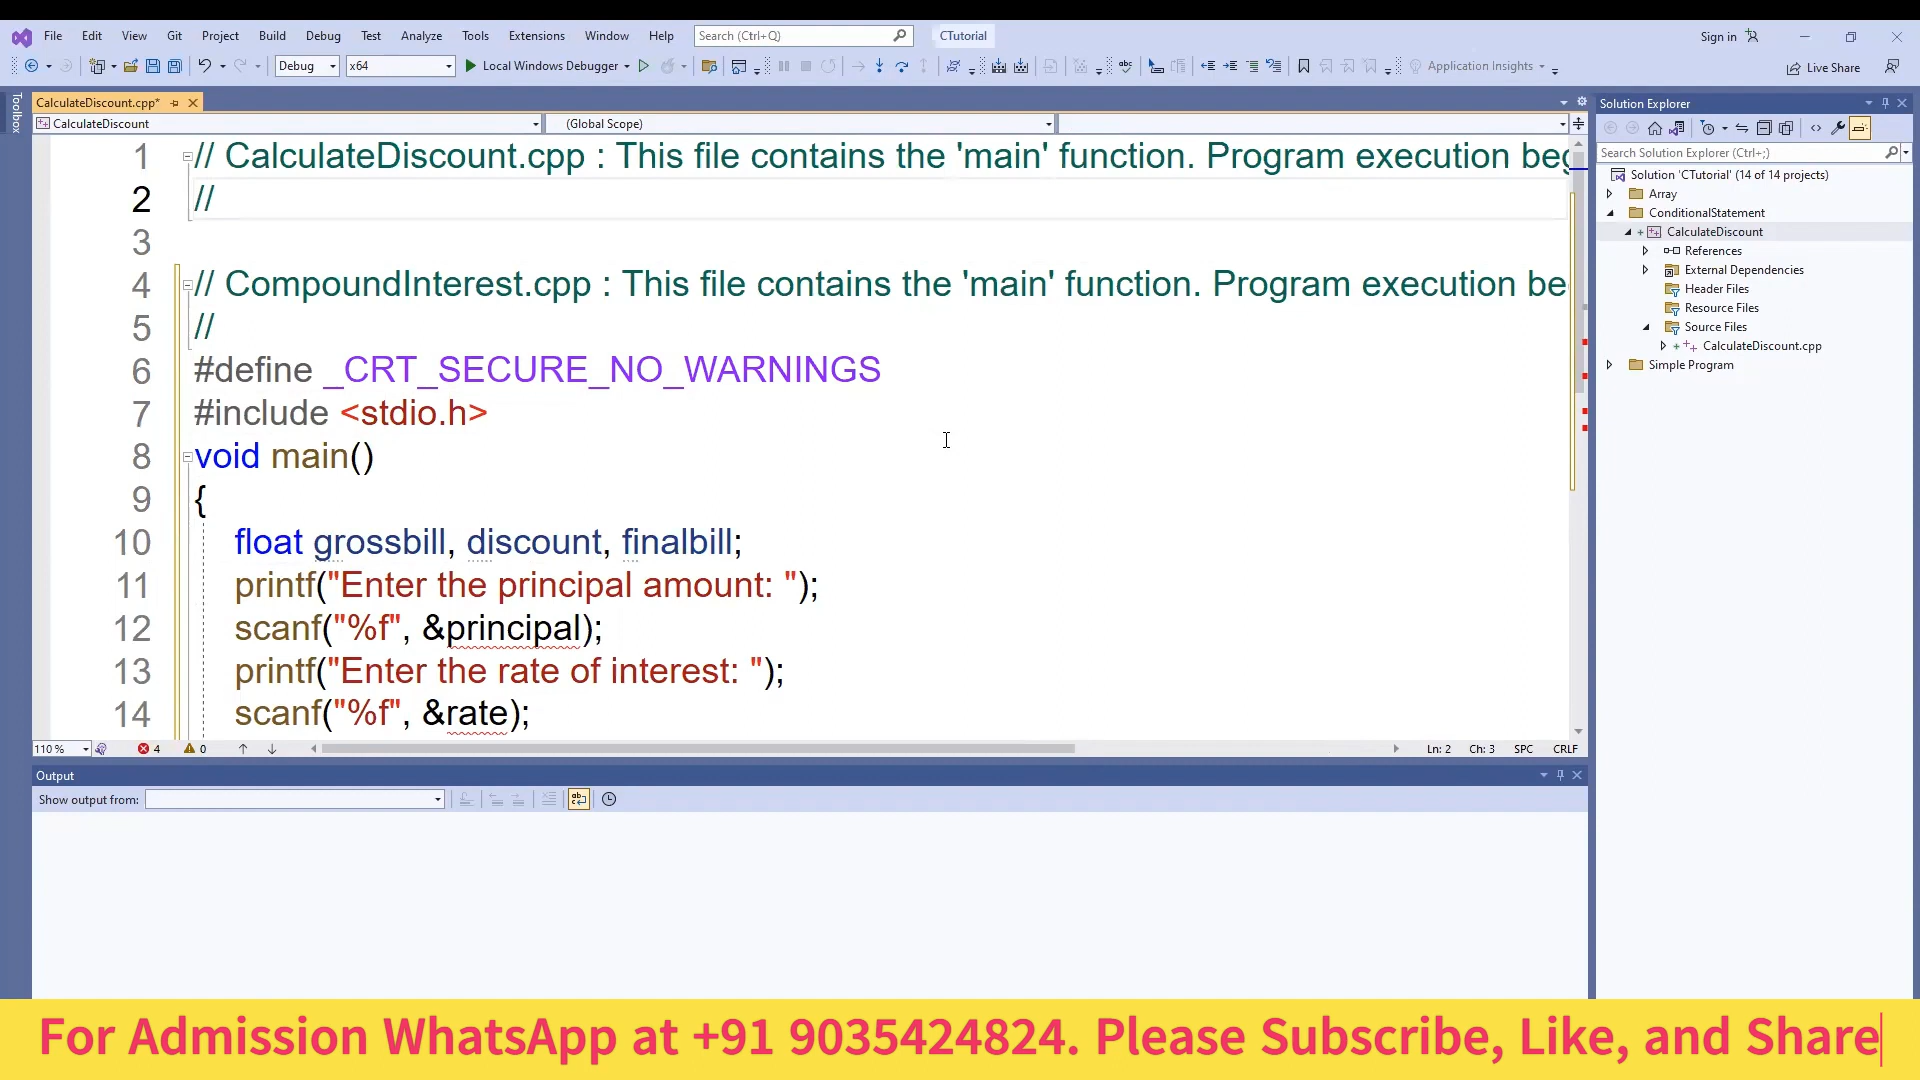 File Edit View Git Project Build Debug Test Analyze Tools Extensions Window Help Search (Ctrl+Q) CTutorial Sign in
Debug x64 Local Windows Debugger Application Insights Live Share
Toolbox
CalculateDiscount.cpp*
CalculateDiscount (Global Scope)
1 // CalculateDiscount.cpp : This file contains the 'main' function. Program execution beg
2 //
3
4 // CompoundInterest.cpp : This file contains the 'main' function. Program execution be
5 //
6 #define _CRT_SECURE_NO_WARNINGS
7 #include <stdio.h>
8 void main()
9 {
10 float grossbill, discount, finalbill;
11 printf("Enter the principal amount: ");
12 scanf("%f", &principal);
13 printf("Enter the rate of interest: ");
14 scanf("%f", &rate);
110 % 4 0 Ln: 2 Ch: 3 SPC CRLF
Output
Show output from:
Solution Explorer
Search Solution Explorer (Ctrl+;)
Solution 'CTutorial' (14 of 14 projects)
Array
ConditionalStatement
CalculateDiscount
References
External Dependencies
Header Files
Resource Files
Source Files
CalculateDiscount.cpp
Simple Program
For Admission WhatsApp at +91 9035424824. Please Subscribe, Like, and Share